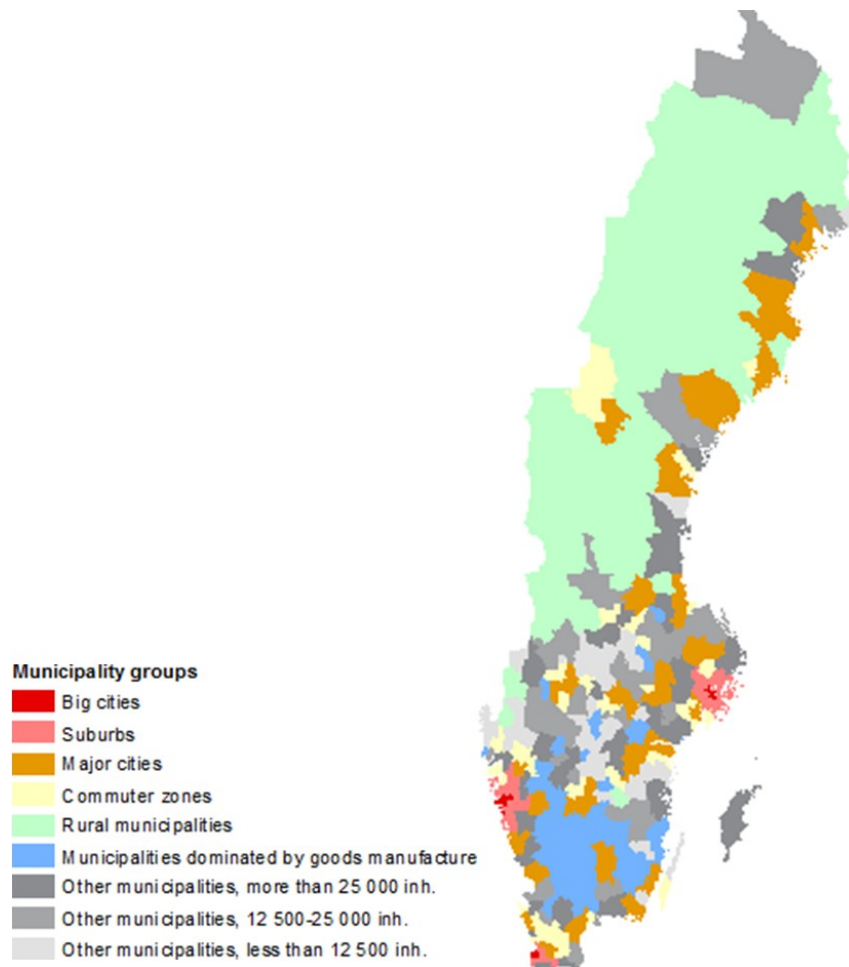 Municipality groups
Big cities
Suburbs
Major cities
Commuter zones
Rural municipalities
Municipalities dominated by goods manufacture
Other municipalities, more than 25 000 inh.
Other municipalities, 12 500-25 000 inh.
Other municipalities, less than 12 500 inh.